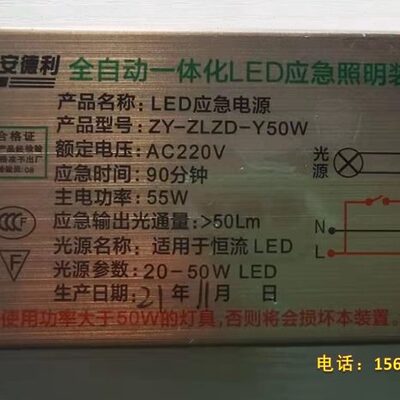 安德利
全自动一体化LED应急照明装
合格证
产品名称：LED应急电源
产品型号：ZY-ZLZD-Y50W
额定电压：AC220V
应急时间：90分钟
主电功率：55W
应急输出光通量：>50Lm
光源名称：适用于恒流 LED
光源参数：20-50W LED
生产日期：21年11月 日
光源
N
L
CCC
F
F
使用功率大于50W的灯具，否则将会损坏本装置。
电话：156